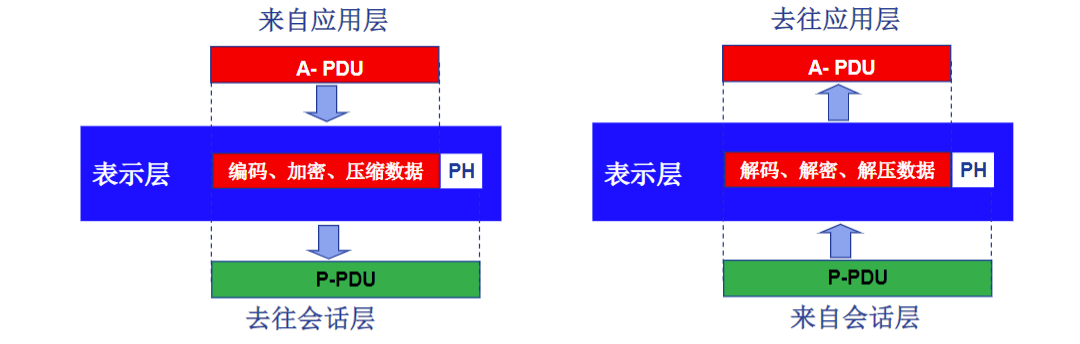 来自应用层
A- PDU
表示层
编码、加密、压缩数据
PH
P-PDU
去往会话层
去往应用层
A- PDU
表示层
解码、解密、解压数据
PH
P-PDU
来自会话层